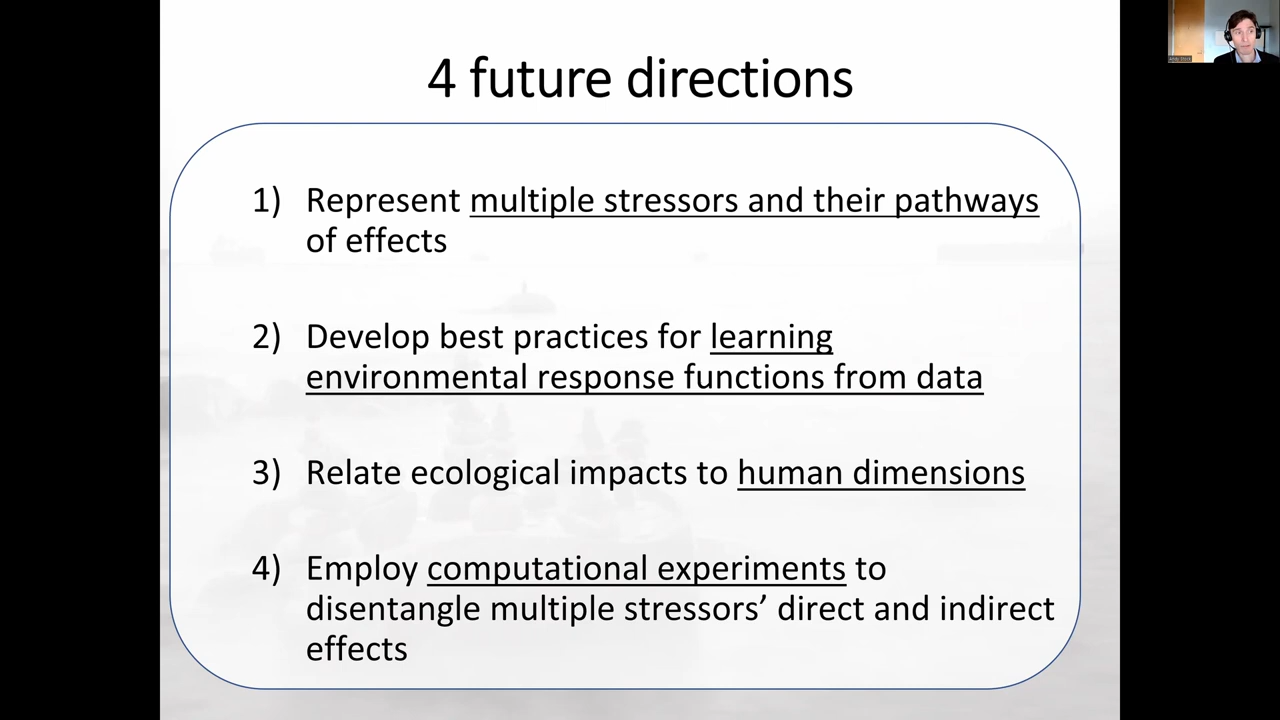 4 future directions
1) Represent multiple stressors and their pathways
of effects
2) Develop best practices for learning
environmental response functions from data
3) Relate ecological impacts to human dimensions
4) Employ computational experiments to
disentangle multiple stressors’ direct and indirect
effects